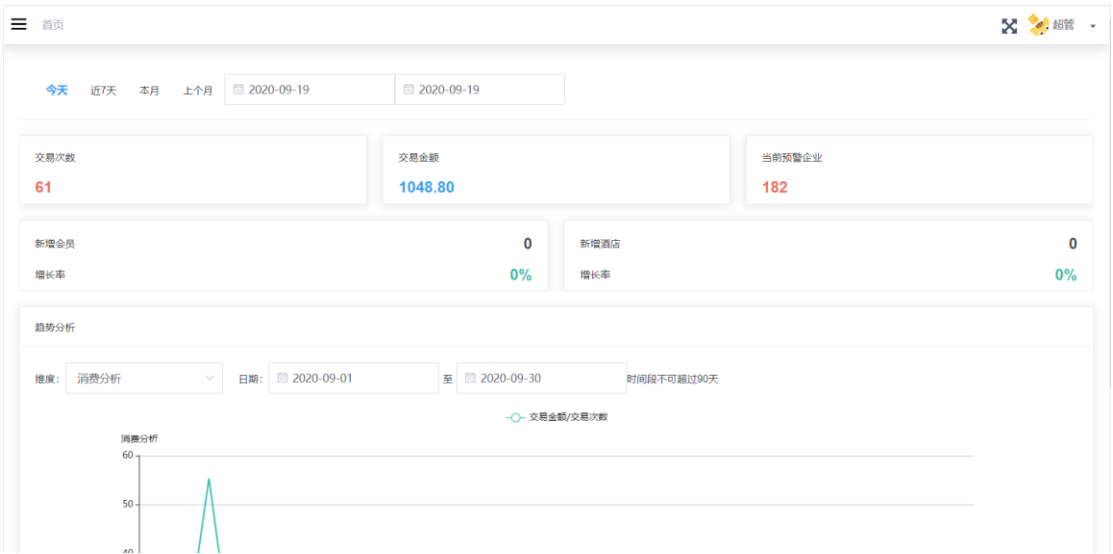 首页 超管
今天 近7天 本月 上个月 2020-09-19 2020-09-19
交易次数 交易金额 当前预警企业
61 1048.80 182
新增会员 0 新增酒店 0
增长率 0% 增长率 0%
趋势分析
维度： 消费分析 日期： 2020-09-01 至 2020-09-30 时间段不可超过90天
交易金额/交易次数
消费分析
60
50
40